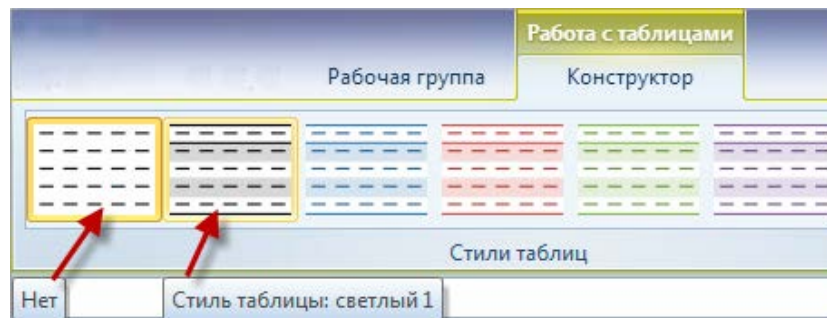 Работа с таблицами
Рабочая группа
Конструктор
Стили таблиц
Нет
Стиль таблицы: светлый 1